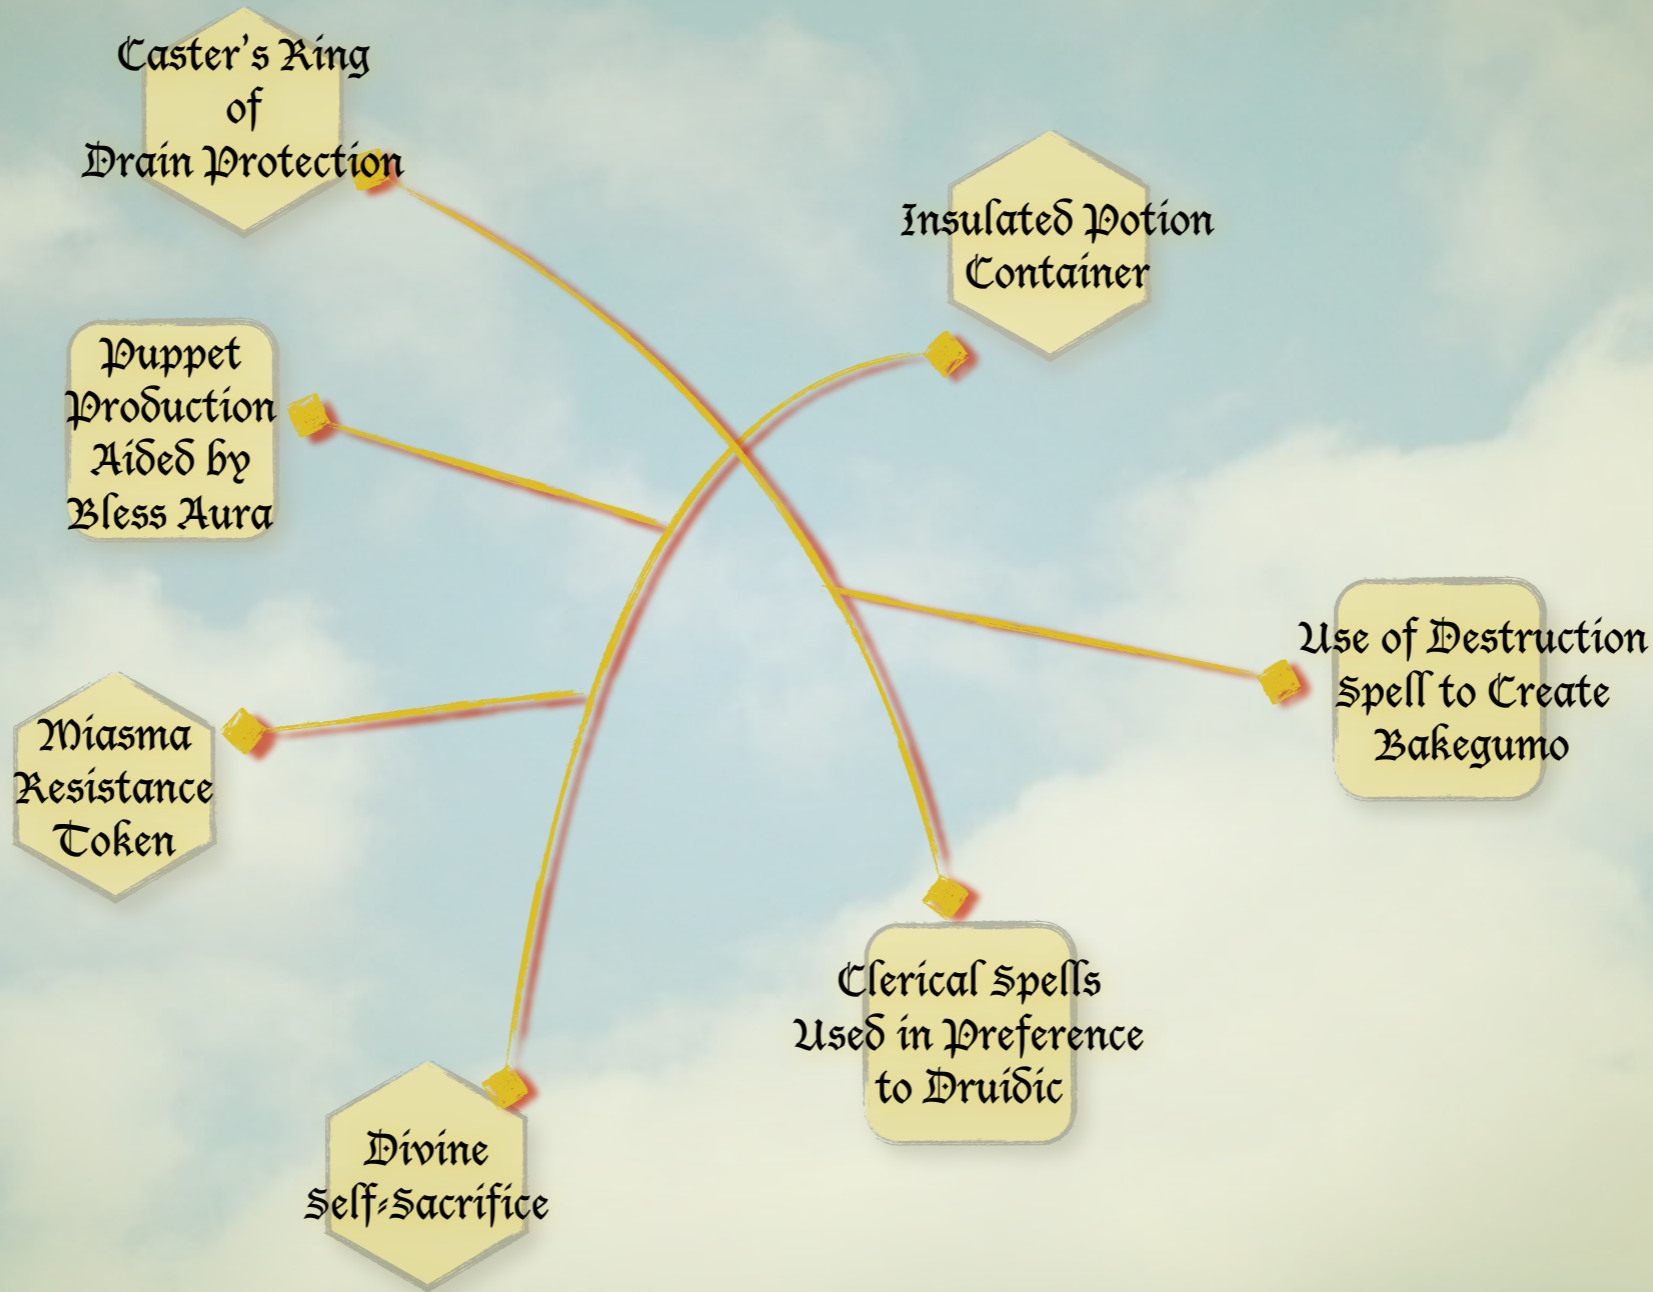 Caster's Ring
of
Drain Protection
Insulated Potion
Container
Puppet
Production
Aided by
Bless Aura
Use of Destruction
Spell to Create
Bakegumo
Miasma
Resistance
Token
Clerical Spells
Used in Preference
to Druidic
Divine
Self-Sacrifice